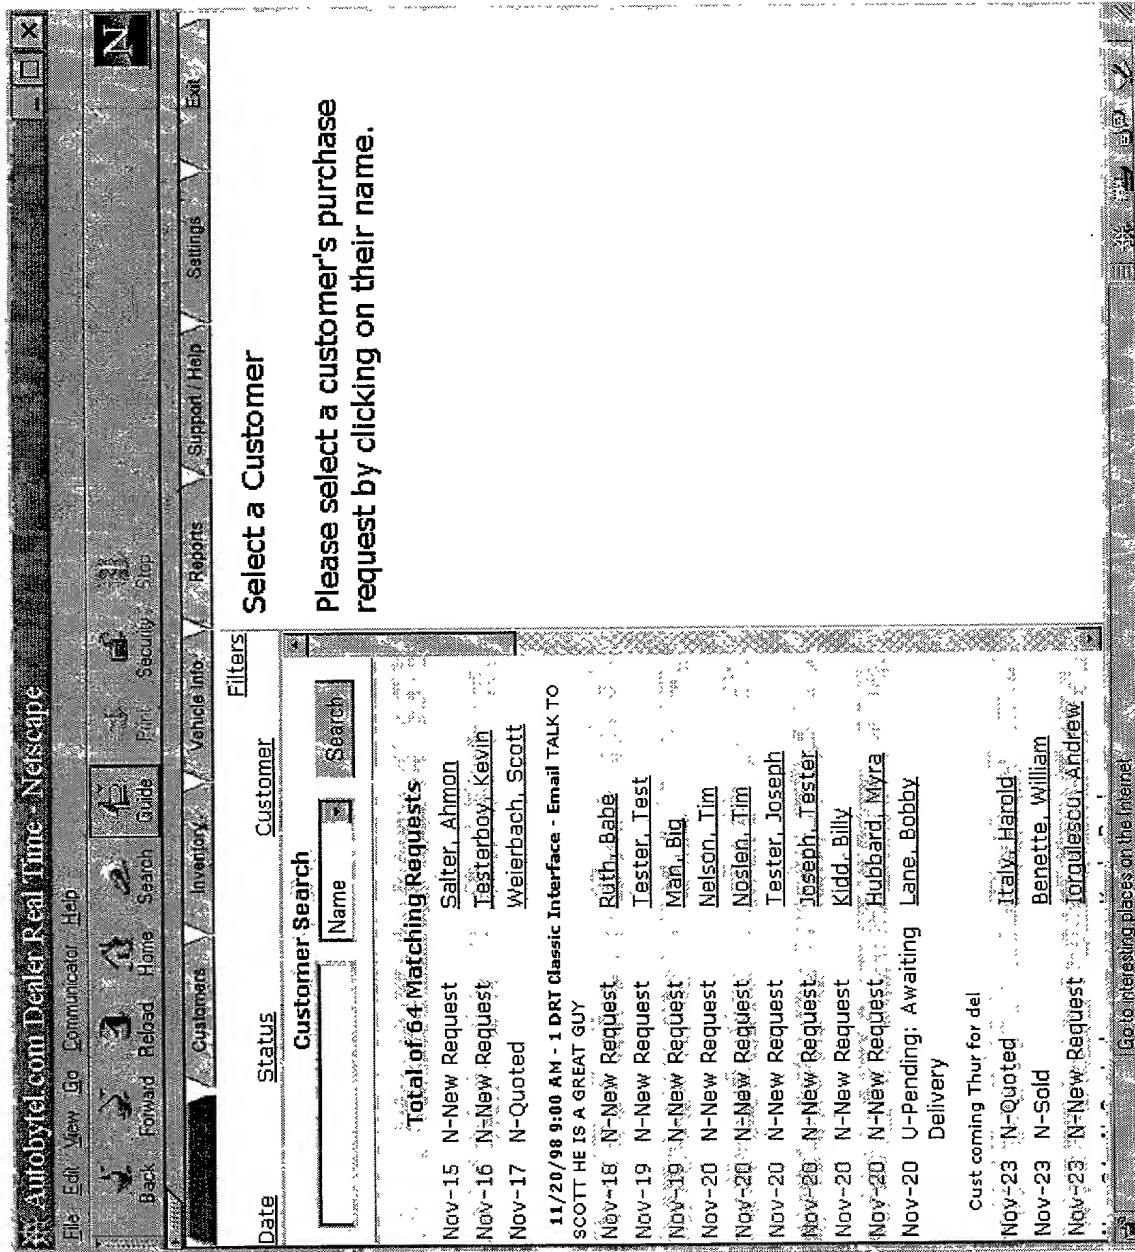 Autobytel.com Dealer Real Time - Netscape
File Edit View Go Communicator Help
Back Forward Reload Home Search Guide Print Security Stop
Customers Inventory Vehicle Info Reports Support / Help Settings Exit
Date Status Customer Filters
Customer Search
Name Search
Total of 64 Matching Requests
Nov-15 N-New Request Salter, Ahmon
Nov-16 N-New Request Testerboy, Kevin
Nov-17 N-Quoted Weierbach, Scott
11/20/98 9:00 AM - 1 DRT Classic Interface - Email TALK TO
SCOTT HE IS A GREAT GUY
Nov-18 N-New Request Ruth, Babe
Nov-19 N-New Request Tester, Test
Nov-19 N-New Request Man, Big
Nov-20 N-New Request Nelson, Tim
Nov-20 N-New Request Noslen, Tim
Nov-20 N-New Request Tester, Joseph
Nov-20 N-New Request Joseph, Tester
Nov-20 N-New Request Kidd, Billy
Nov-20 N-New Request Hubbard, Myra
Nov-20 U-Pending: Awaiting Lane, Bobby
Delivery
Cust coming Thur for del
Nov-23 N-Quoted Italy, Harold
Nov-23 N-Sold Benette, William
Nov-23 N-New Request Iorgulescu, Andrew
Select a Customer
Please select a customer's purchase
request by clicking on their name.
Go to interesting places on the Internet